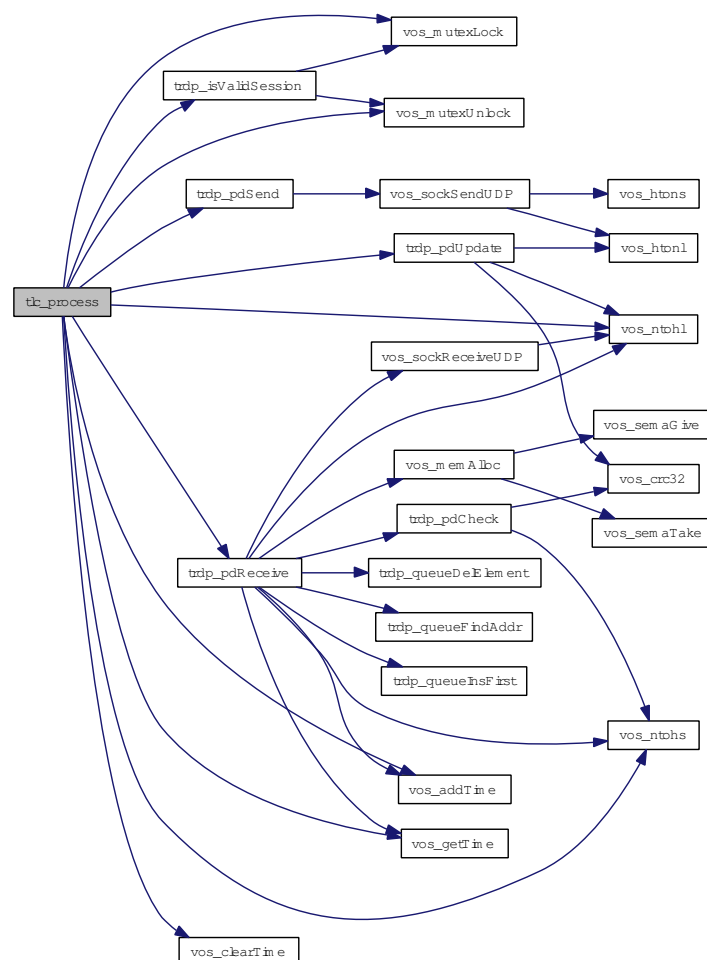 vos_mutexLock
trdp_isValidSession
vos_mutexUnlock
trdp_pdSend
vos_sockSendUDP
vos_htons
trdp_pdUpdate
vos_htonl
tlc_process
vos_ntohl
vos_sockReceiveUDP
vos_semaGive
vos_memAlloc
vos_crc32
trdp_pdCheck
vos_semaTake
trdp_pdReceive
trdp_queueDelElement
trdp_queueFindAddr
trdp_queueInsFirst
vos_ntohs
vos_addTime
vos_getTime
vos_clearTime